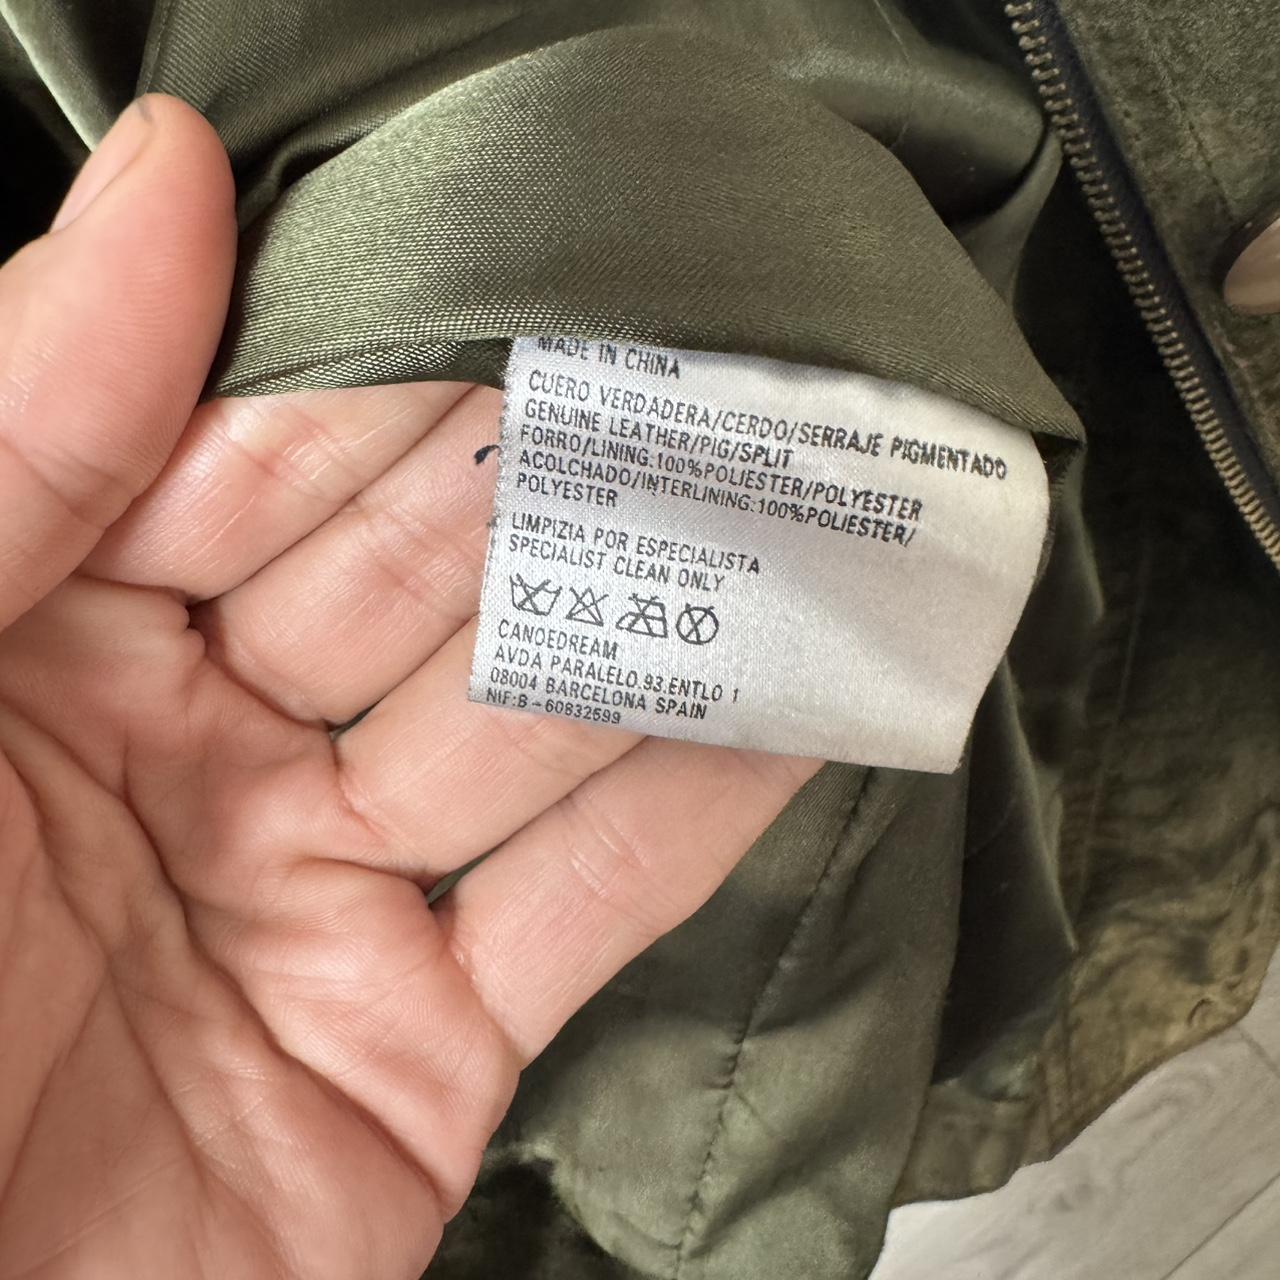 MADE IN CHINA
CUERO VERDADERA/CERDO/SERRAJE PIGMENTADO
GENUINE LEATHER/PIG/SPLIT
FORRO/LINING:100%POLIESTER/POLYESTER
ACOLCHADO/INTERLINING:100%POLIESTER/
POLYESTER
LIMPIZIA POR ESPECIALISTA
SPECIALIST CLEAN ONLY
CANOEDREAM
AVDA PARALELO.93.ENTLO 1
08004 BARCELONA SPAIN
NIF:B-60832699